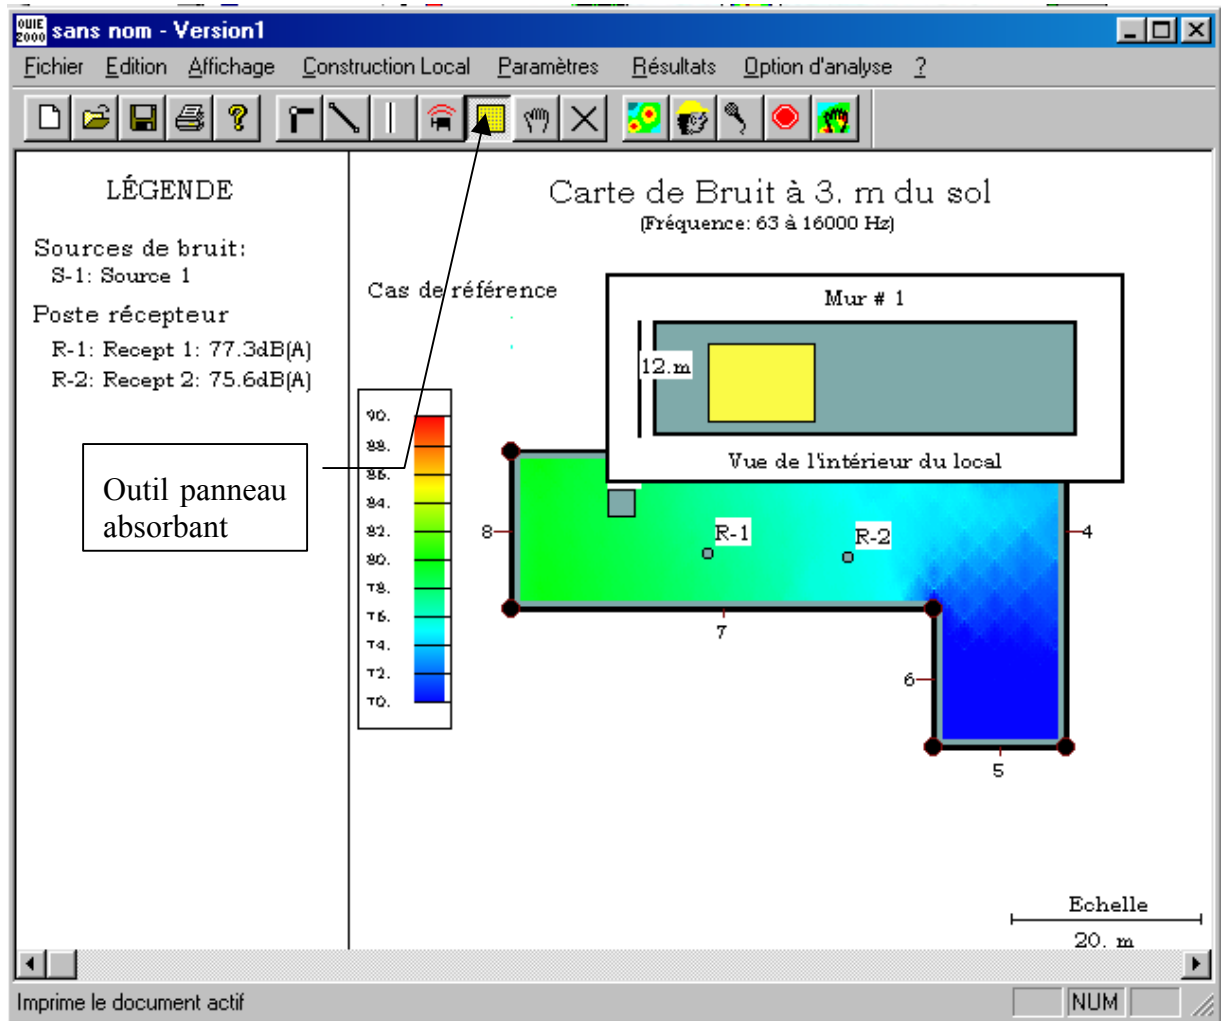 OUIE 2000 sans nom - Version1
Fichier Edition Affichage Construction Local Paramètres Résultats Option d'analyse ?
LÉGENDE
Sources de bruit:
S-1: Source 1
Poste récepteur
R-1: Recept 1: 77.3dB(A)
R-2: Recept 2: 75.6dB(A)
Outil panneau
absorbant
Carte de Bruit à 3. m du sol
(Fréquence: 63 à 16000 Hz)
Cas de référence
Mur # 1
12.m
Vue de l'intérieur du local
90.
88.
86.
84.
82.
80.
78.
76.
74.
72.
70.
8
R-1
R-2
4
7
6
5
Echelle
20. m
Imprime le document actif
NUM